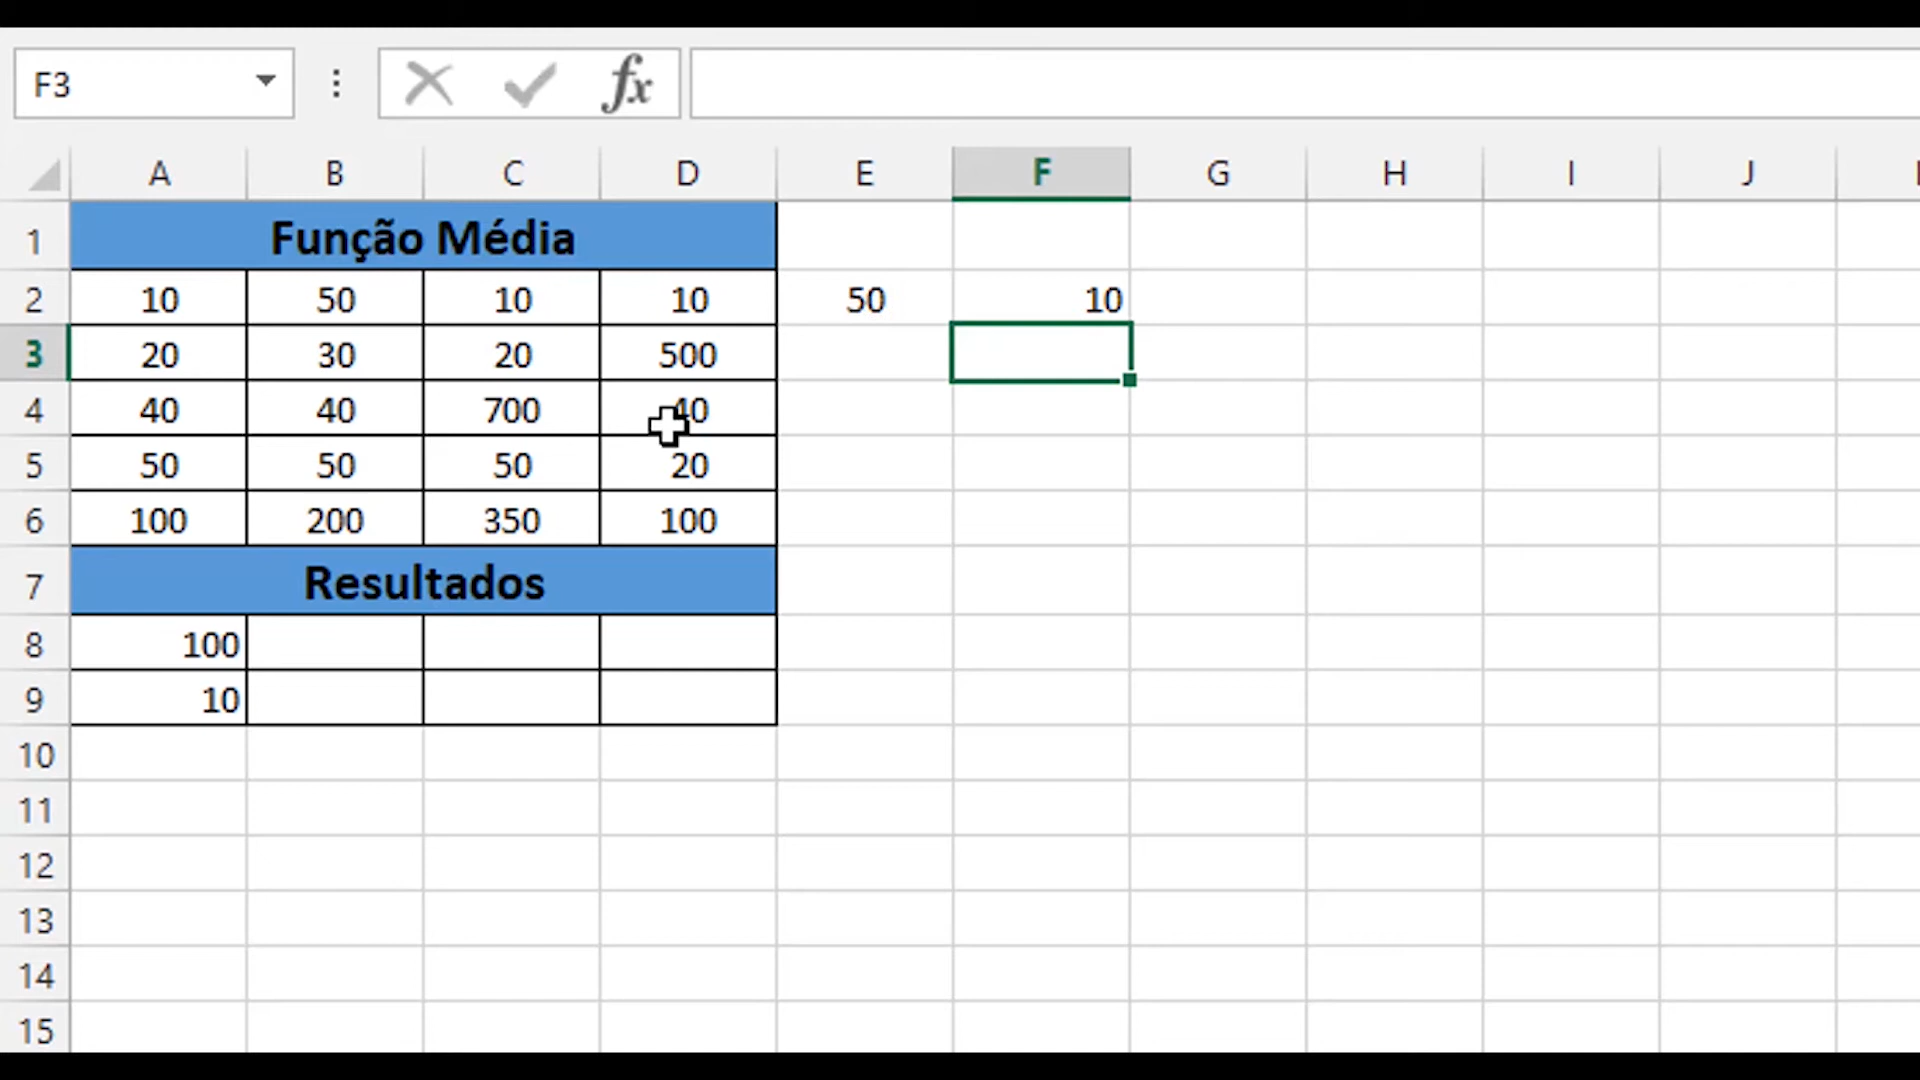 F3 fx
A B C D E F G H I J
1 Função Média
2 10 50 10 10 50 10
3 20 30 20 500
4 40 40 700 40
5 50 50 50 20
6 100 200 350 100
7 Resultados
8 100
9 10
10
11
12
13
14
15